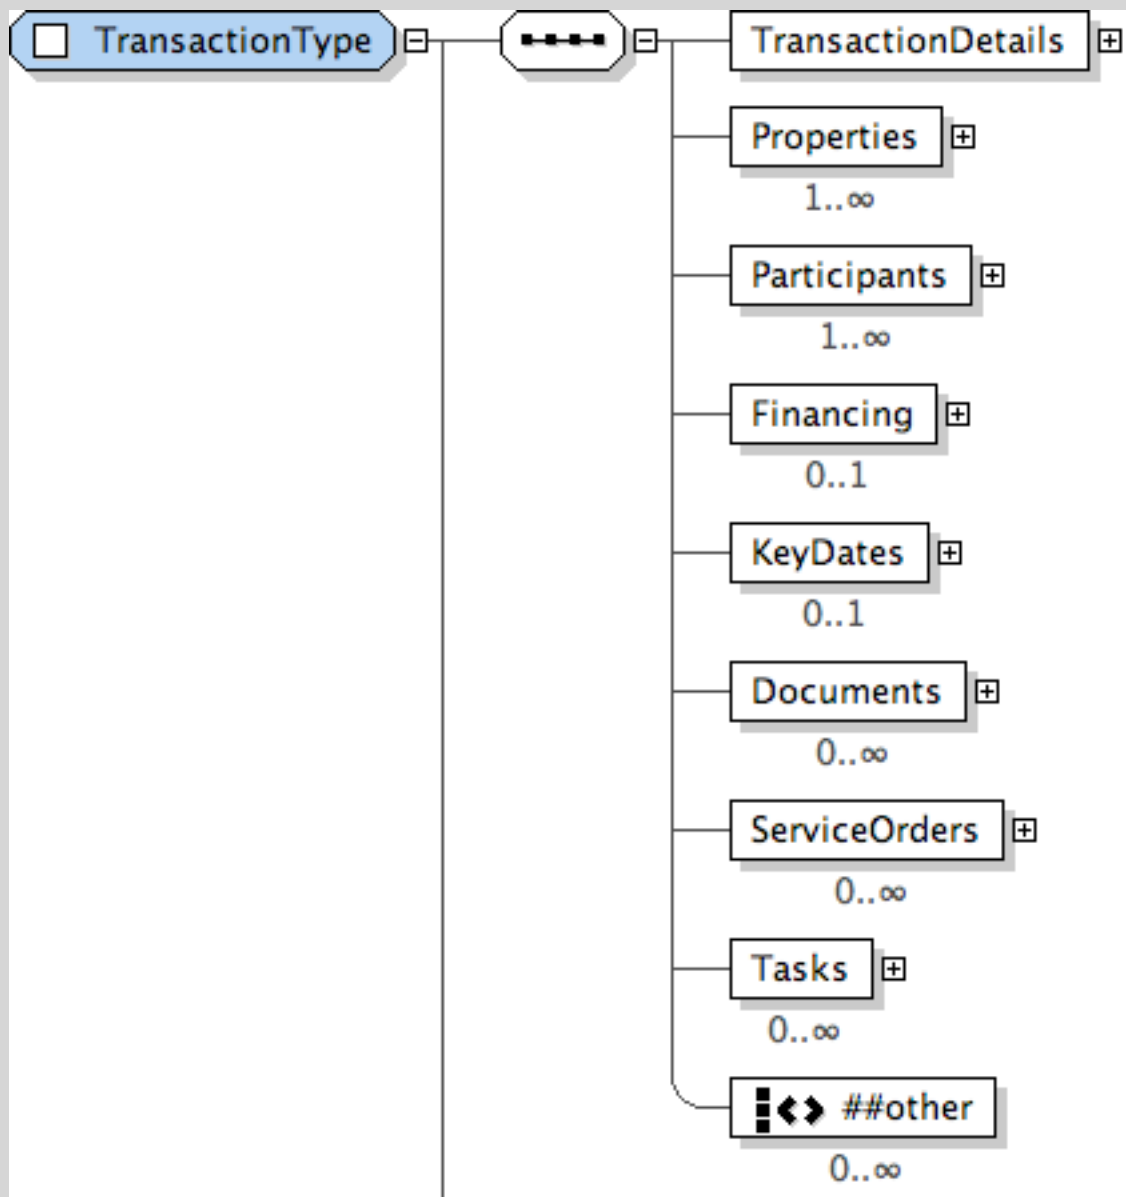 TransactionType
TransactionDetails
Properties
1..∞
Participants
1..∞
Financing
0..1
KeyDates
0..1
Documents
0..∞
ServiceOrders
0..∞
Tasks
0..∞
##other
0..∞